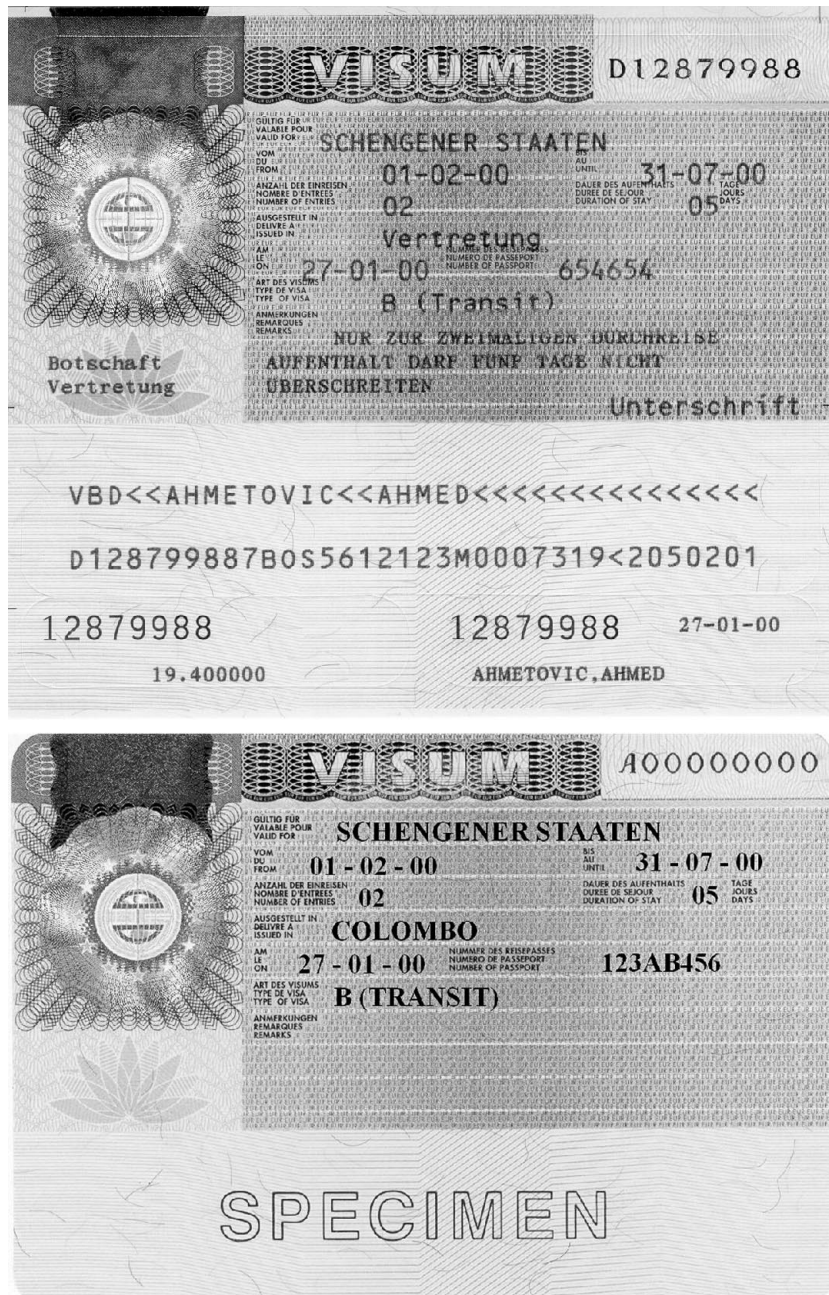 VISUM D12879988
GÜLTIG FÜR
VALABLE POUR
VALID FOR
SCHENGENER STAATEN
VOM
DU
FROM
01-02-00
AU
UNTIL
31-07-00
ANZAHL DER EINREISEN
NOMBRE D'ENTREES
NUMBER OF ENTRIES
02
DAUER DES AUFENTHALTS
DUREE DE SEJOUR
DURATION OF STAY
05
TAGE
JOURS
DAYS
AUSGESTELLT IN
DELIVRE A
ISSUED IN
Vertretung
AM
LE
ON
27-01-00
NUMMER DES REISEPASSES
NUMERO DE PASSEPORT
NUMBER OF PASSPORT
654654
ART DES VISUMS
TYPE DE VISA
TYPE OF VISA
B (Transit)
ANMERKUNGEN
REMARQUES
REMARKS
NUR ZUR ZWEIMALIGEN DURCHREISE
AUFENTHALT DARF FÜNF TAGE NICHT
ÜBERSCHREITEN
Botschaft
Vertretung
Unterschrift
VBD<<AHMETOVIC<<AHMED<<<<<<<<<<<<<<<
D128799887BOS5612123M0007319<2050201
12879988 12879988 27-01-00
19.400000 AHMETOVIC,AHMED
VISUM A00000000
GÜLTIG FÜR
VALABLE POUR
VALID FOR
SCHENGENER STAATEN
VOM
DU
FROM
01 - 02 - 00
BIS
AU
UNTIL
31 - 07 - 00
ANZAHL DER EINREISEN
NOMBRE D'ENTREES
NUMBER OF ENTRIES
02
DAUER DES AUFENTHALTS
DUREE DE SEJOUR
DURATION OF STAY
05
TAGE
JOURS
DAYS
AUSGESTELLT IN
DELIVRE A
ISSUED IN
COLOMBO
AM
LE
ON
27 - 01 - 00
NUMMER DES REISEPASSES
NUMERO DE PASSEPORT
NUMBER OF PASSPORT
123AB456
ART DES VISUMS
TYPE DE VISA
TYPE OF VISA
B (TRANSIT)
ANMERKUNGEN
REMARQUES
REMARKS
SPECIMEN